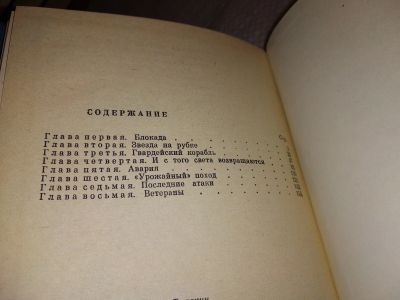 СОДЕРЖАНИЕ
Глава первая. Блокада
Глава вторая. Звезда на рубке
Глава третья. Гвардейский корабль
Глава четвертая. И с того света возвращаются
Глава пятая. Авария
Глава шестая. «Урожайный» поход
Глава седьмая. Последние атаки
Глава восьмая. Ветераны